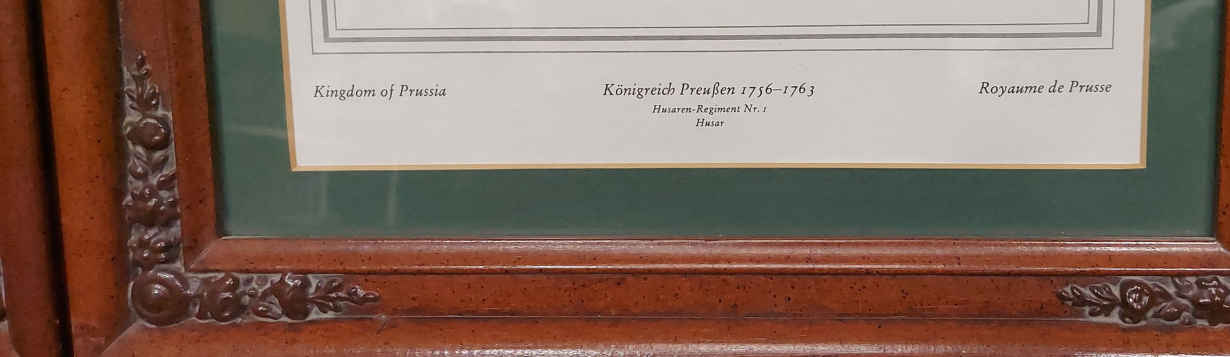 Kingdom of Prussia
Königreich Preußen 1756–1763
Royaume de Prusse
Husaren-Regiment Nr. 1
Husar